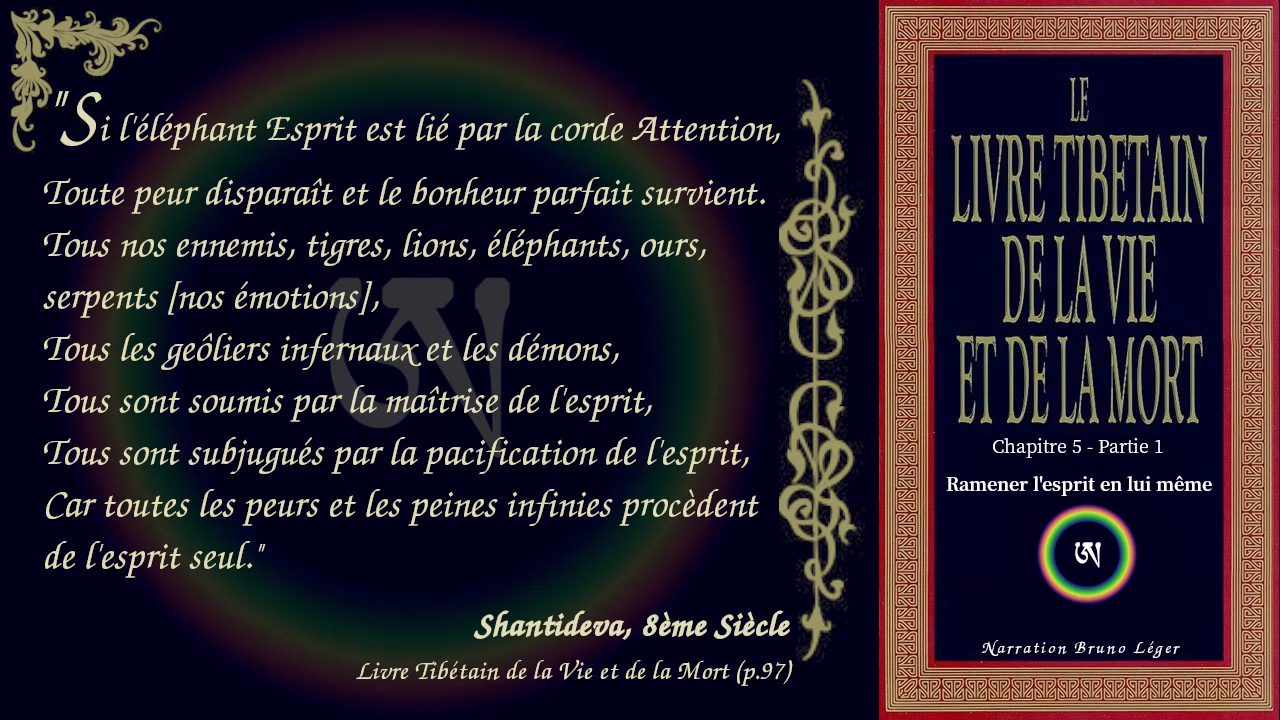 "Si l'éléphant Esprit est lié par la corde Attention,
Toute peur disparaît et le bonheur parfait survient.
Tous nos ennemis, tigres, lions, éléphants, ours,
serpents [nos émotions],
Tous les geôliers infernaux et les démons,
Tous sont soumis par la maîtrise de l'esprit,
Tous sont subjugués par la pacification de l'esprit,
Car toutes les peurs et les peines infinies procèdent
de l'esprit seul."
Shantideva, 8ème Siècle
Livre Tibétain de la Vie et de la Mort (p.97)
LE
LIVRE TIBETAIN
DE LA VIE
ET DE LA MORT
Chapitre 5 - Partie 1
Ramener l'esprit en lui même
ཨ
Narration Bruno Léger